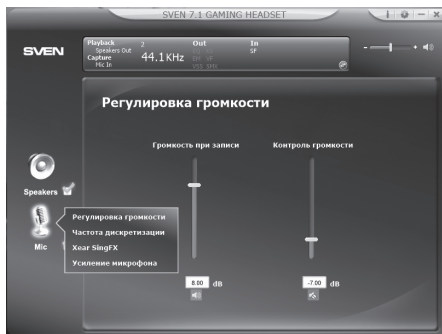 SVEN 7.1 GAMING HEADSET
i
SVEN
Playback 2 Out In
Speakers Out SF
Capture 44.1KHz
Mic In
VSS SPK
- +
Регулировка громкости
Громкость при записи Контроль громкости
Speakers
Mic
Регулировка громкости
Частота дискретизации
Xear SingFX
Усиление микрофона
8.00 dB
-7.00 dB